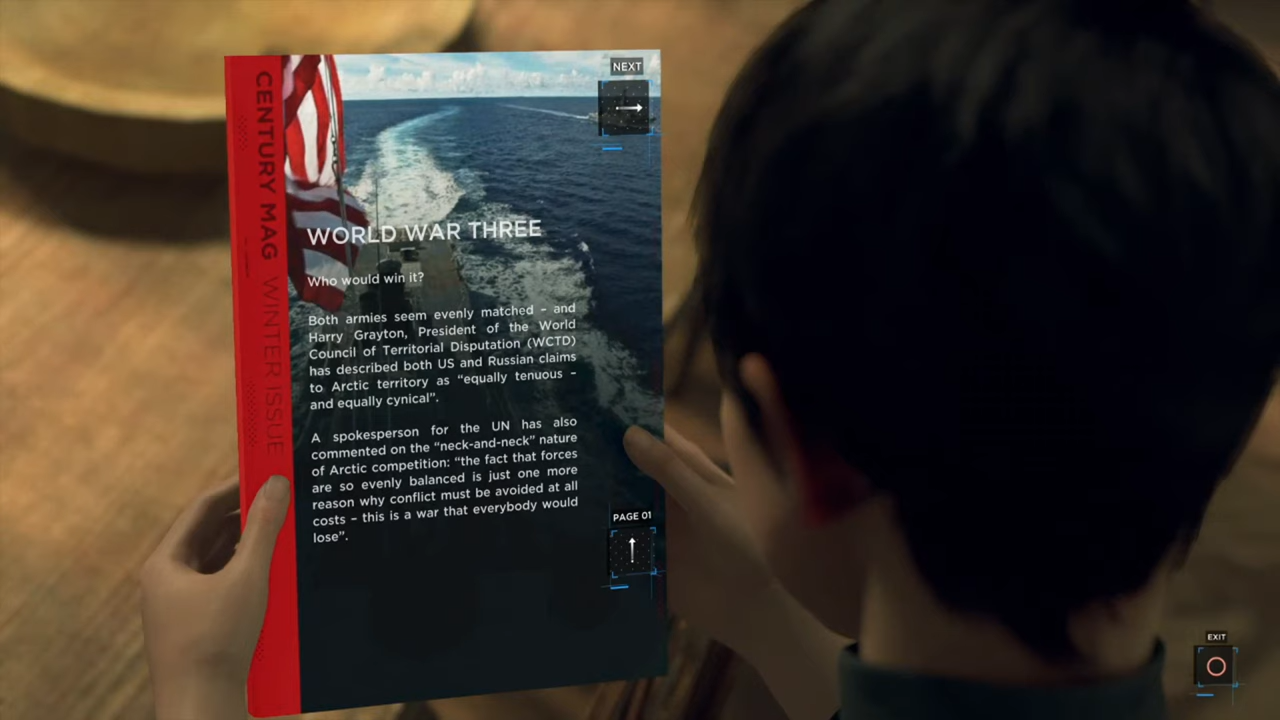 CENTURY MAG WINTER ISSUE
NEXT
WORLD WAR THREE
Who would win it?
Both armies seem evenly matched – and
Harry Grayton, President of the World
Council of Territorial Disputation (WCTD)
has described both US and Russian claims
to Arctic territory as “equally tenuous –
and equally cynical”.
A spokesperson for the UN has also
commented on the “neck-and-neck” nature
of Arctic competition: “the fact that forces
are so evenly balanced is just one more
reason why conflict must be avoided at all
costs – this is a war that everybody would
lose”.
PAGE 01
EXIT